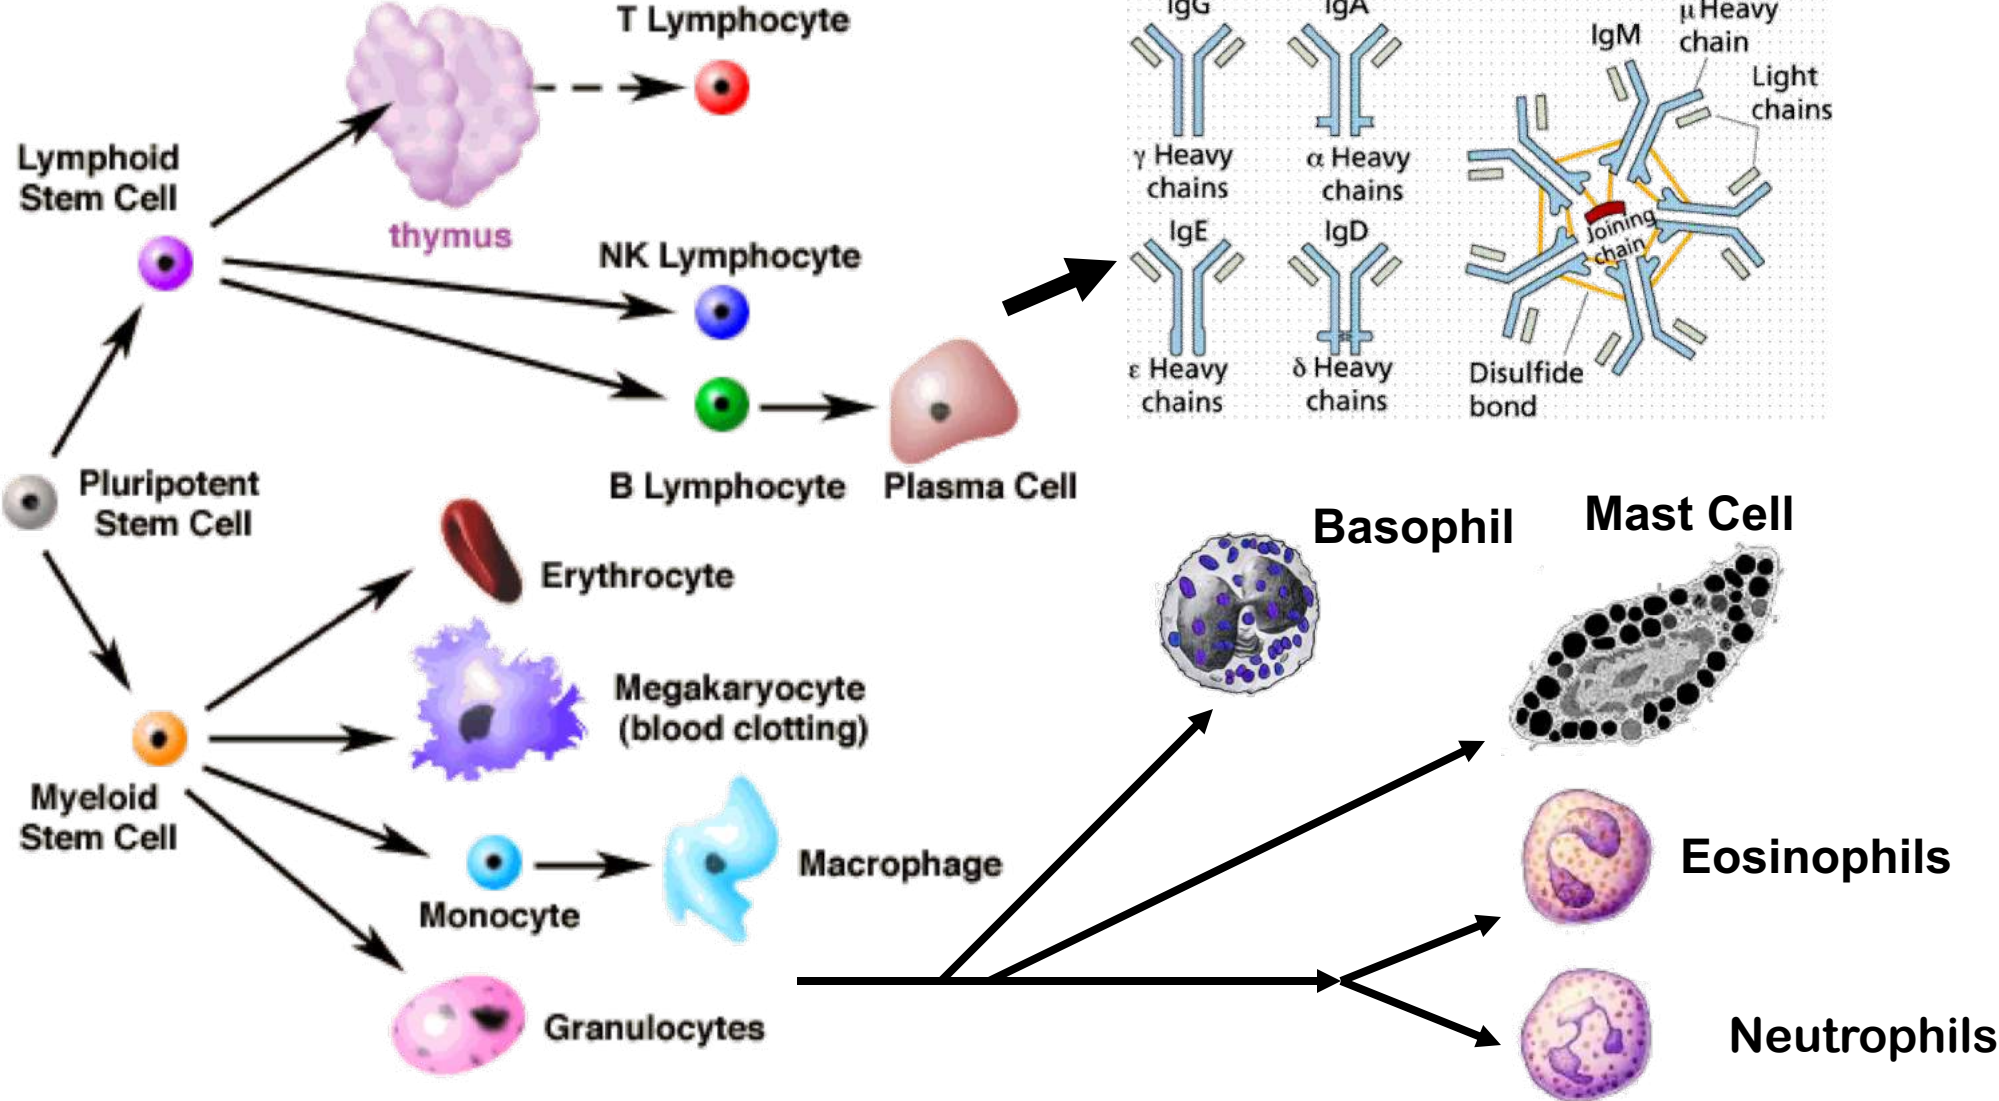 T Lymphocyte
Lymphoid
Stem Cell
thymus
NK Lymphocyte
B Lymphocyte
Plasma Cell
Pluripotent
Stem Cell
Erythrocyte
Megakaryocyte
(blood clotting)
Myeloid
Stem Cell
Monocyte
Macrophage
Granulocytes
IgG
IgA
IgM
μ Heavy
chain
Light
chains
γ Heavy
chains
α Heavy
chains
Joining
chain
IgE
IgD
ε Heavy
chains
δ Heavy
chains
Disulfide
bond
Basophil
Mast Cell
Eosinophils
Neutrophils